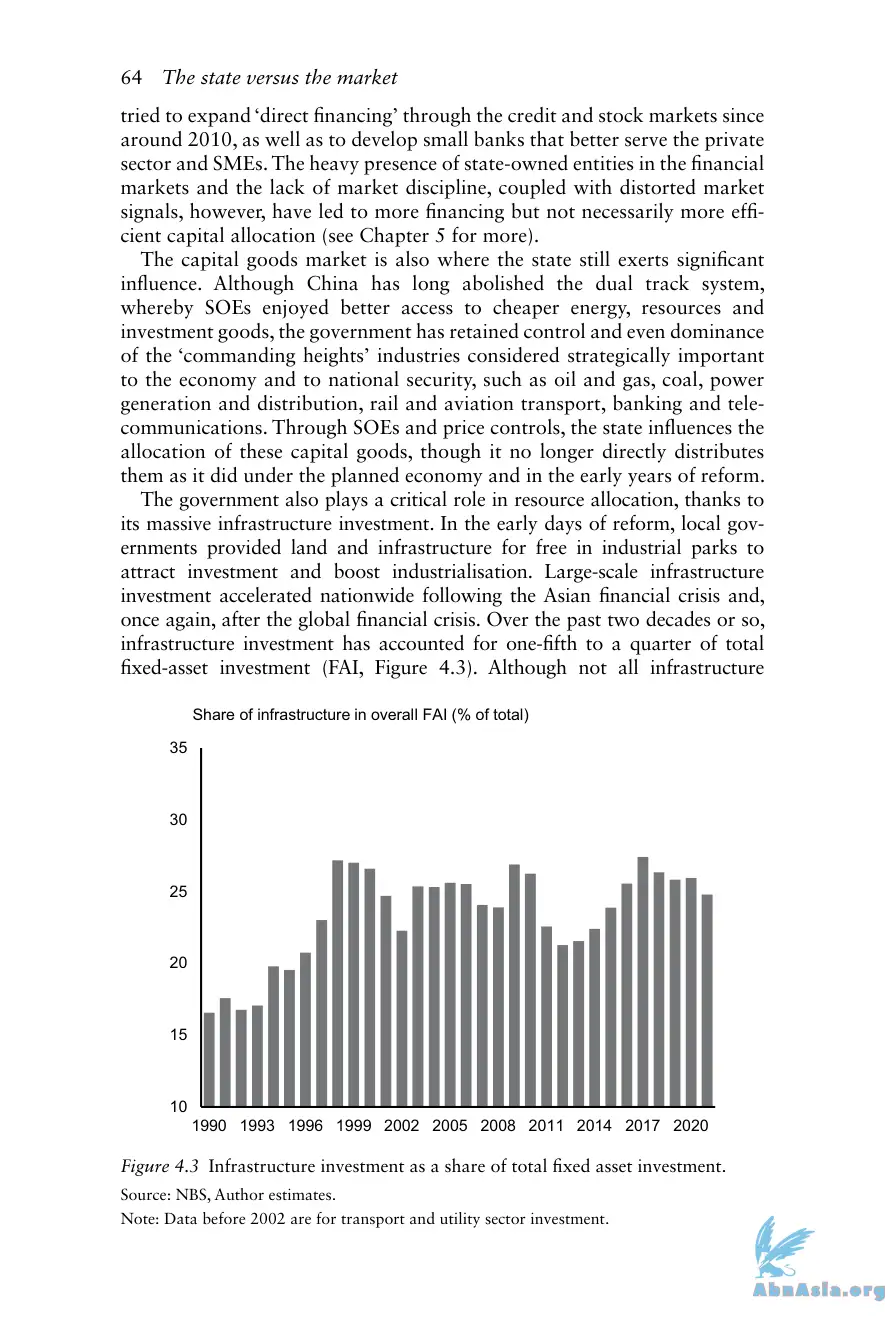 64 The state versus the market
tried to expand ‘direct financing’ through the credit and stock markets since
around 2010, as well as to develop small banks that better serve the private
sector and SMEs. The heavy presence of state-owned entities in the financial
markets and the lack of market discipline, coupled with distorted market
signals, however, have led to more financing but not necessarily more effi-
cient capital allocation (see Chapter 5 for more).
The capital goods market is also where the state still exerts significant
influence. Although China has long abolished the dual track system,
whereby SOEs enjoyed better access to cheaper energy, resources and
investment goods, the government has retained control and even dominance
of the ‘commanding heights’ industries considered strategically important
to the economy and to national security, such as oil and gas, coal, power
generation and distribution, rail and aviation transport, banking and tele-
communications. Through SOEs and price controls, the state influences the
allocation of these capital goods, though it no longer directly distributes
them as it did under the planned economy and in the early years of reform.
The government also plays a critical role in resource allocation, thanks to
its massive infrastructure investment. In the early days of reform, local gov-
ernments provided land and infrastructure for free in industrial parks to
attract investment and boost industrialisation. Large-scale infrastructure
investment accelerated nationwide following the Asian financial crisis and,
once again, after the global financial crisis. Over the past two decades or so,
infrastructure investment has accounted for one-fifth to a quarter of total
fixed-asset investment (FAI, Figure 4.3). Although not all infrastructure
Share of infrastructure in overall FAI (% of total)
35
30
25
20
15
10
1990 1993 1996 1999 2002 2005 2008 2011 2014 2017 2020
Figure 4.3 Infrastructure investment as a share of total fixed asset investment.
Source: NBS, Author estimates.
Note: Data before 2002 are for transport and utility sector investment.
AbnAsia.org